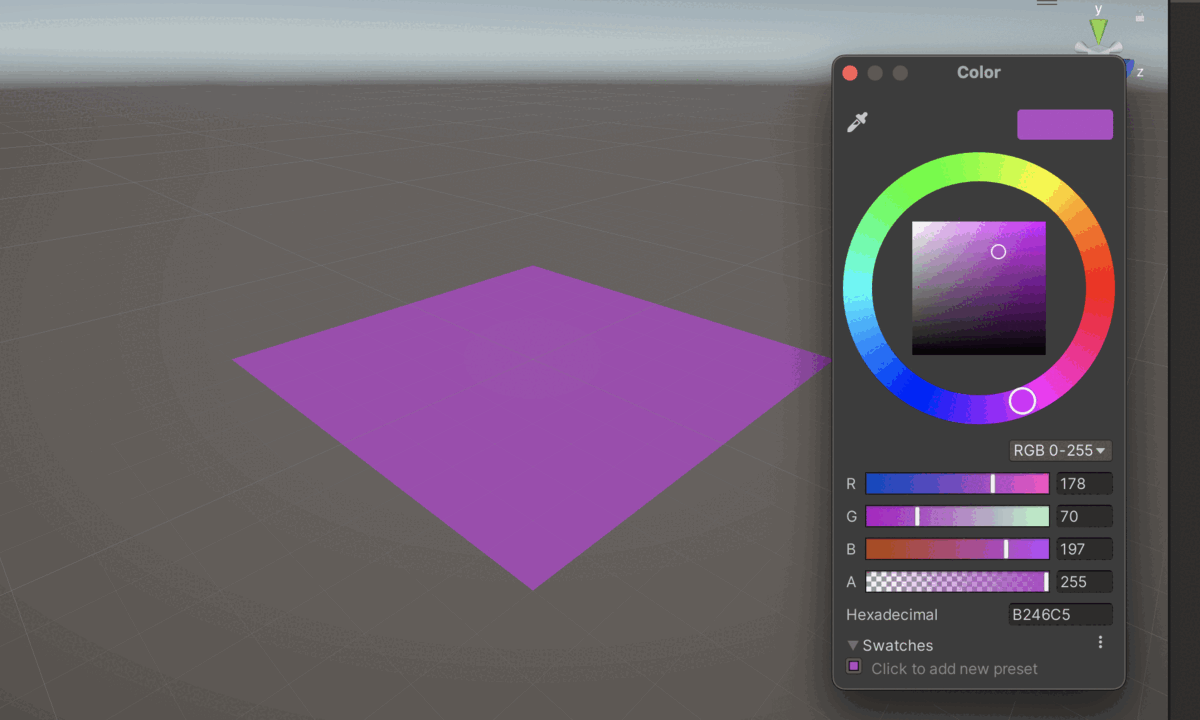 y
z
Color
RGB 0-255
R 178
G 70
B 197
A 255
Hexadecimal B246C5
Swatches
Click to add new preset